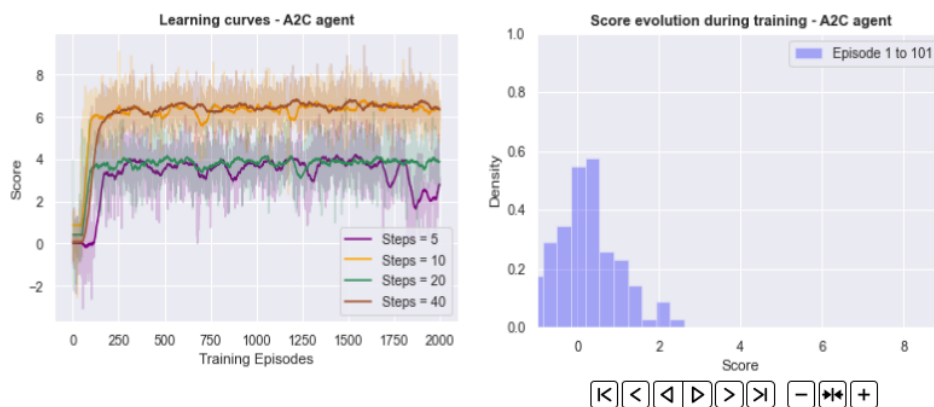 Learning curves - A2C agent
8
6
4
2
0
−2
Score
0 250 500 750 1000 1250 1500 1750 2000
Training Episodes
Steps = 5
Steps = 10
Steps = 20
Steps = 40
Score evolution during training - A2C agent
1.0
0.8
0.6
0.4
0.2
0.0
Density
0 2 4 6 8
Score
Episode 1 to 101